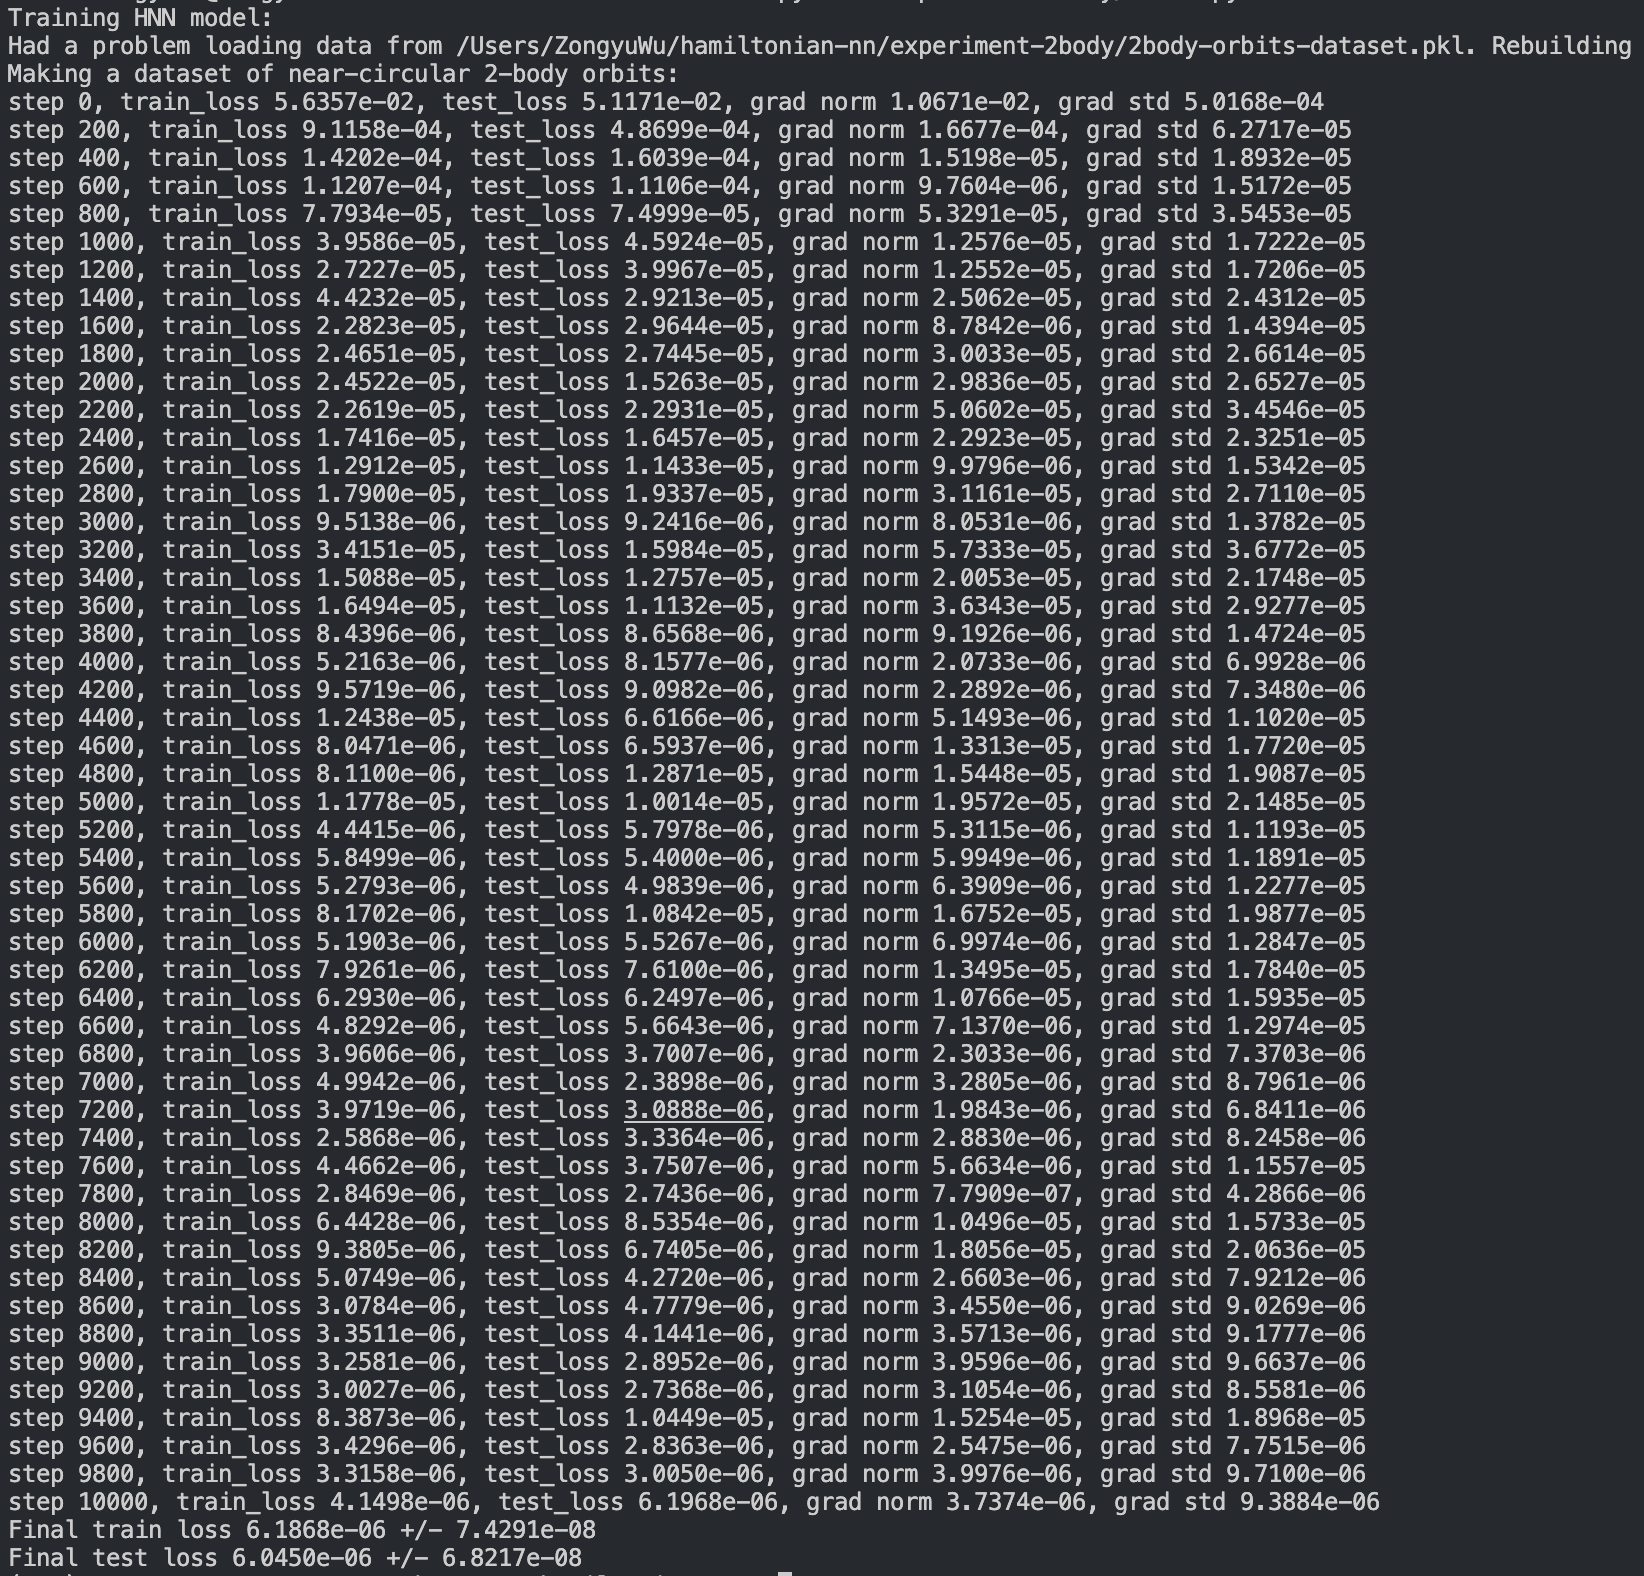 Training HNN model:
Had a problem loading data from /Users/ZongyuWu/hamiltonian-nn/experiment-2body/2body-orbits-dataset.pkl. Rebuilding
Making a dataset of near-circular 2-body orbits:
step 0, train_loss 5.6357e-02, test_loss 5.1171e-02, grad norm 1.0671e-02, grad std 5.0168e-04
step 200, train_loss 9.1158e-04, test_loss 4.8699e-04, grad norm 1.6677e-04, grad std 6.2717e-05
step 400, train_loss 1.4202e-04, test_loss 1.6039e-04, grad norm 1.5198e-05, grad std 1.8932e-05
step 600, train_loss 1.1207e-04, test_loss 1.1106e-04, grad norm 9.7604e-06, grad std 1.5172e-05
step 800, train_loss 7.7934e-05, test_loss 7.4999e-05, grad norm 5.3291e-05, grad std 3.5453e-05
step 1000, train_loss 3.9586e-05, test_loss 4.5924e-05, grad norm 1.2576e-05, grad std 1.7222e-05
step 1200, train_loss 2.7227e-05, test_loss 3.9967e-05, grad norm 1.2552e-05, grad std 1.7206e-05
step 1400, train_loss 4.4232e-05, test_loss 2.9213e-05, grad norm 2.5062e-05, grad std 2.4312e-05
step 1600, train_loss 2.2823e-05, test_loss 2.9644e-05, grad norm 8.7842e-06, grad std 1.4394e-05
step 1800, train_loss 2.4651e-05, test_loss 2.7445e-05, grad norm 3.0033e-05, grad std 2.6614e-05
step 2000, train_loss 2.4522e-05, test_loss 1.5263e-05, grad norm 2.9836e-05, grad std 2.6527e-05
step 2200, train_loss 2.2619e-05, test_loss 2.2931e-05, grad norm 5.0602e-05, grad std 3.4546e-05
step 2400, train_loss 1.7416e-05, test_loss 1.6457e-05, grad norm 2.2923e-05, grad std 2.3251e-05
step 2600, train_loss 1.2912e-05, test_loss 1.1433e-05, grad norm 9.9796e-06, grad std 1.5342e-05
step 2800, train_loss 1.7900e-05, test_loss 1.9337e-05, grad norm 3.1161e-05, grad std 2.7110e-05
step 3000, train_loss 9.5138e-06, test_loss 9.2416e-06, grad norm 8.0531e-06, grad std 1.3782e-05
step 3200, train_loss 3.4151e-05, test_loss 1.5984e-05, grad norm 5.7333e-05, grad std 3.6772e-05
step 3400, train_loss 1.5088e-05, test_loss 1.2757e-05, grad norm 2.0053e-05, grad std 2.1748e-05
step 3600, train_loss 1.6494e-05, test_loss 1.1132e-05, grad norm 3.6343e-05, grad std 2.9277e-05
step 3800, train_loss 8.4396e-06, test_loss 8.6568e-06, grad norm 9.1926e-06, grad std 1.4724e-05
step 4000, train_loss 5.2163e-06, test_loss 8.1577e-06, grad norm 2.0733e-06, grad std 6.9928e-06
step 4200, train_loss 9.5719e-06, test_loss 9.0982e-06, grad norm 2.2892e-06, grad std 7.3480e-06
step 4400, train_loss 1.2438e-05, test_loss 6.6166e-06, grad norm 5.1493e-06, grad std 1.1020e-05
step 4600, train_loss 8.0471e-06, test_loss 6.5937e-06, grad norm 1.3313e-05, grad std 1.7720e-05
step 4800, train_loss 8.1100e-06, test_loss 1.2871e-05, grad norm 1.5448e-05, grad std 1.9087e-05
step 5000, train_loss 1.1778e-05, test_loss 1.0014e-05, grad norm 1.9572e-05, grad std 2.1485e-05
step 5200, train_loss 4.4415e-06, test_loss 5.7978e-06, grad norm 5.3115e-06, grad std 1.1193e-05
step 5400, train_loss 5.8499e-06, test_loss 5.4000e-06, grad norm 5.9949e-06, grad std 1.1891e-05
step 5600, train_loss 5.2793e-06, test_loss 4.9839e-06, grad norm 6.3909e-06, grad std 1.2277e-05
step 5800, train_loss 8.1702e-06, test_loss 1.0842e-05, grad norm 1.6752e-05, grad std 1.9877e-05
step 6000, train_loss 5.1903e-06, test_loss 5.5267e-06, grad norm 6.9974e-06, grad std 1.2847e-05
step 6200, train_loss 7.9261e-06, test_loss 7.6100e-06, grad norm 1.3495e-05, grad std 1.7840e-05
step 6400, train_loss 6.2930e-06, test_loss 6.2497e-06, grad norm 1.0766e-05, grad std 1.5935e-05
step 6600, train_loss 4.8292e-06, test_loss 5.6643e-06, grad norm 7.1370e-06, grad std 1.2974e-05
step 6800, train_loss 3.9606e-06, test_loss 3.7007e-06, grad norm 2.3033e-06, grad std 7.3703e-06
step 7000, train_loss 4.9942e-06, test_loss 2.3898e-06, grad norm 3.2805e-06, grad std 8.7961e-06
step 7200, train_loss 3.9719e-06, test_loss 3.0888e-06, grad norm 1.9843e-06, grad std 6.8411e-06
step 7400, train_loss 2.5868e-06, test_loss 3.3364e-06, grad norm 2.8830e-06, grad std 8.2458e-06
step 7600, train_loss 4.4662e-06, test_loss 3.7507e-06, grad norm 5.6634e-06, grad std 1.1557e-05
step 7800, train_loss 2.8469e-06, test_loss 2.7436e-06, grad norm 7.7909e-07, grad std 4.2866e-06
step 8000, train_loss 6.4428e-06, test_loss 8.5354e-06, grad norm 1.0496e-05, grad std 1.5733e-05
step 8200, train_loss 9.3805e-06, test_loss 6.7405e-06, grad norm 1.8056e-05, grad std 2.0636e-05
step 8400, train_loss 5.0749e-06, test_loss 4.2720e-06, grad norm 2.6603e-06, grad std 7.9212e-06
step 8600, train_loss 3.0784e-06, test_loss 4.7779e-06, grad norm 3.4550e-06, grad std 9.0269e-06
step 8800, train_loss 3.3511e-06, test_loss 4.1441e-06, grad norm 3.5713e-06, grad std 9.1777e-06
step 9000, train_loss 3.2581e-06, test_loss 2.8952e-06, grad norm 3.9596e-06, grad std 9.6637e-06
step 9200, train_loss 3.0027e-06, test_loss 2.7368e-06, grad norm 3.1054e-06, grad std 8.5581e-06
step 9400, train_loss 8.3873e-06, test_loss 1.0449e-05, grad norm 1.5254e-05, grad std 1.8968e-05
step 9600, train_loss 3.4296e-06, test_loss 2.8363e-06, grad norm 2.5475e-06, grad std 7.7515e-06
step 9800, train_loss 3.3158e-06, test_loss 3.0050e-06, grad norm 3.9976e-06, grad std 9.7100e-06
step 10000, train_loss 4.1498e-06, test_loss 6.1968e-06, grad norm 3.7374e-06, grad std 9.3884e-06
Final train loss 6.1868e-06 +/- 7.4291e-08
Final test loss 6.0450e-06 +/- 6.8217e-08